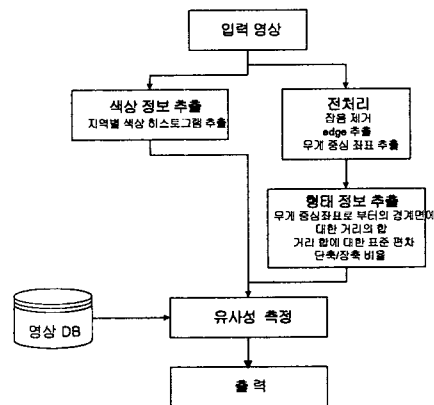 입력 영상
색상 정보 추출
지역별 색상 히스토그램 추출
전처리
잡음 제거
edge 추출
무게 중심 좌표 추출
형태 정보 추출
무게 중심좌표로 부터의 경계면에
대한 거리의 합
거리 합에 대한 표준 편차
단축/장축 비율
영상 DB
유사성 측정
출 력